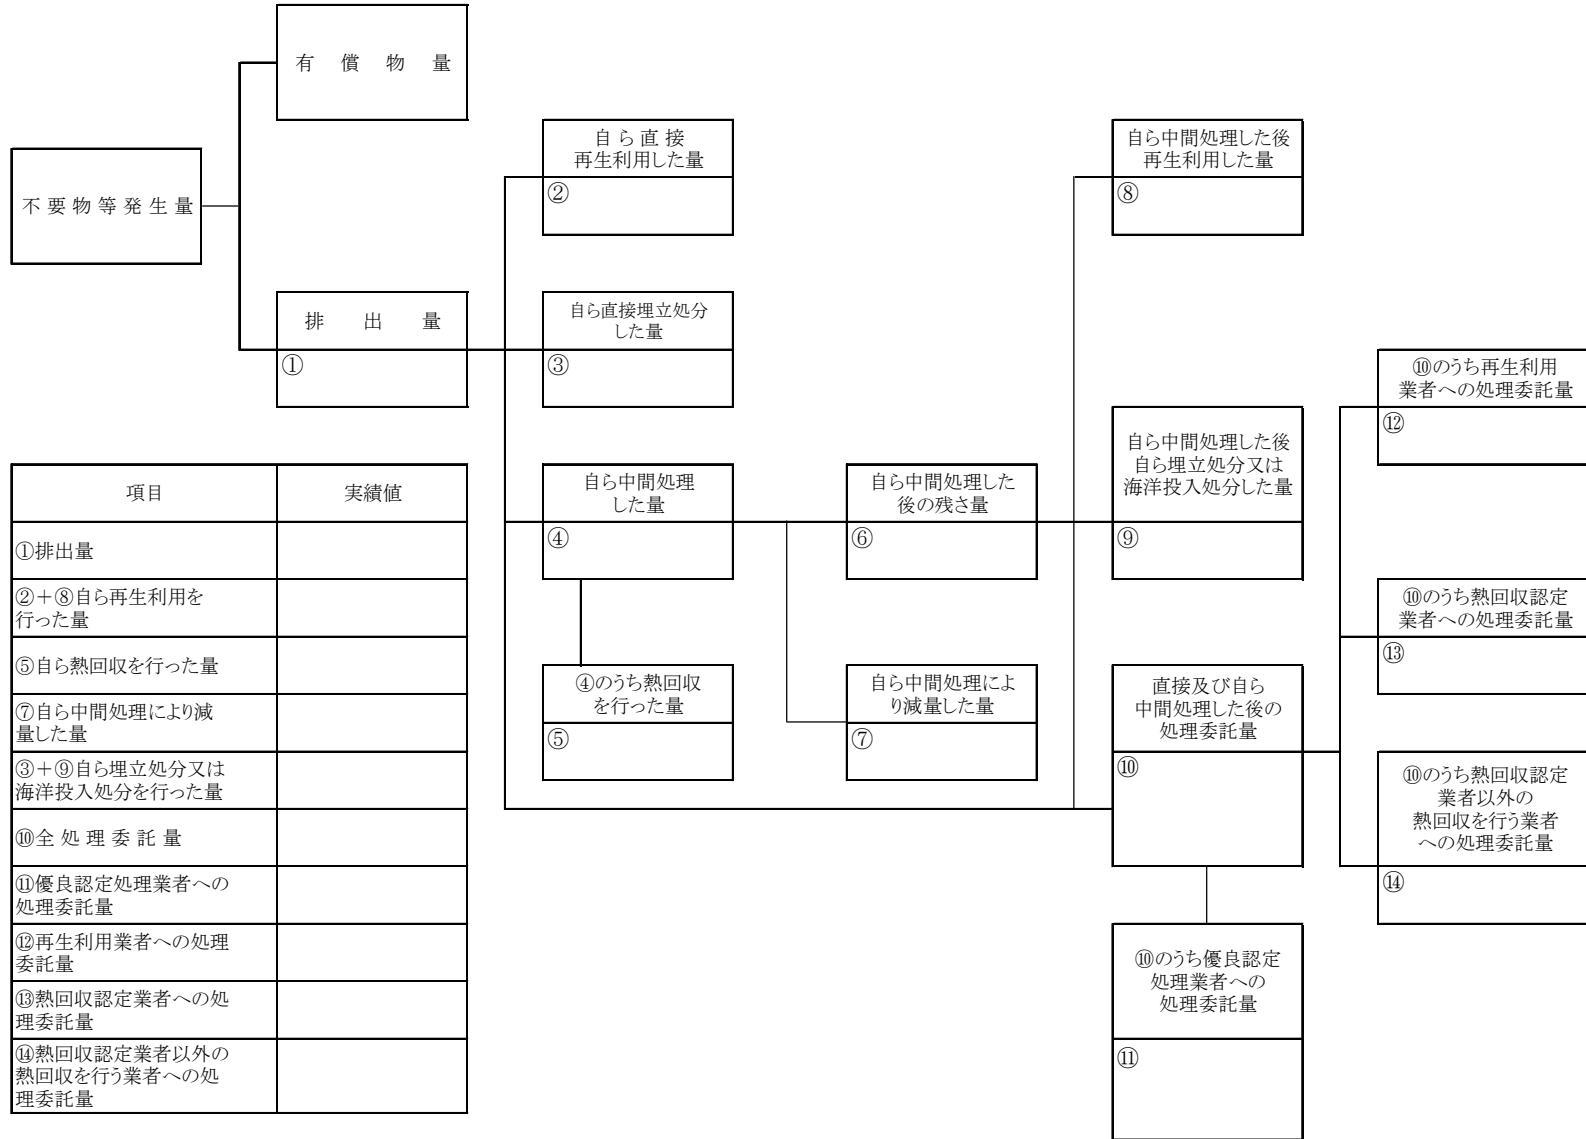 有償物量
不要物等発生量
排出量
①
自ら直接
再生利用した量
②
自ら直接埋立処分
した量
③
自ら中間処理
した量
④
④のうち熱回収
を行った量
⑤
自ら中間処理した
後の残さ量
⑥
自ら中間処理によ
り減量した量
⑦
自ら中間処理した後
再生利用した量
⑧
自ら中間処理した後
自ら埋立処分又は
海洋投入処分した量
⑨
直接及び自ら
中間処理した後の
処理委託量
⑩
⑩のうち優良認定
処理業者への
処理委託量
⑪
⑩のうち再生利用
業者への処理委託量
⑫
⑩のうち熱回収認定
業者への処理委託量
⑬
⑩のうち熱回収認定
業者以外の
熱回収を行う業者
への処理委託量
⑭
項目 実績値
①排出量
②＋⑧自ら再生利用を
行った量
⑤自ら熱回収を行った量
⑦自ら中間処理により減
量した量
③＋⑨自ら埋立処分又は
海洋投入処分を行った量
⑩全処理委託量
⑪優良認定処理業者への
処理委託量
⑫再生利用業者への処理
委託量
⑬熱回収認定業者への処
理委託量
⑭熱回収認定業者以外の
熱回収を行う業者への処
理委託量